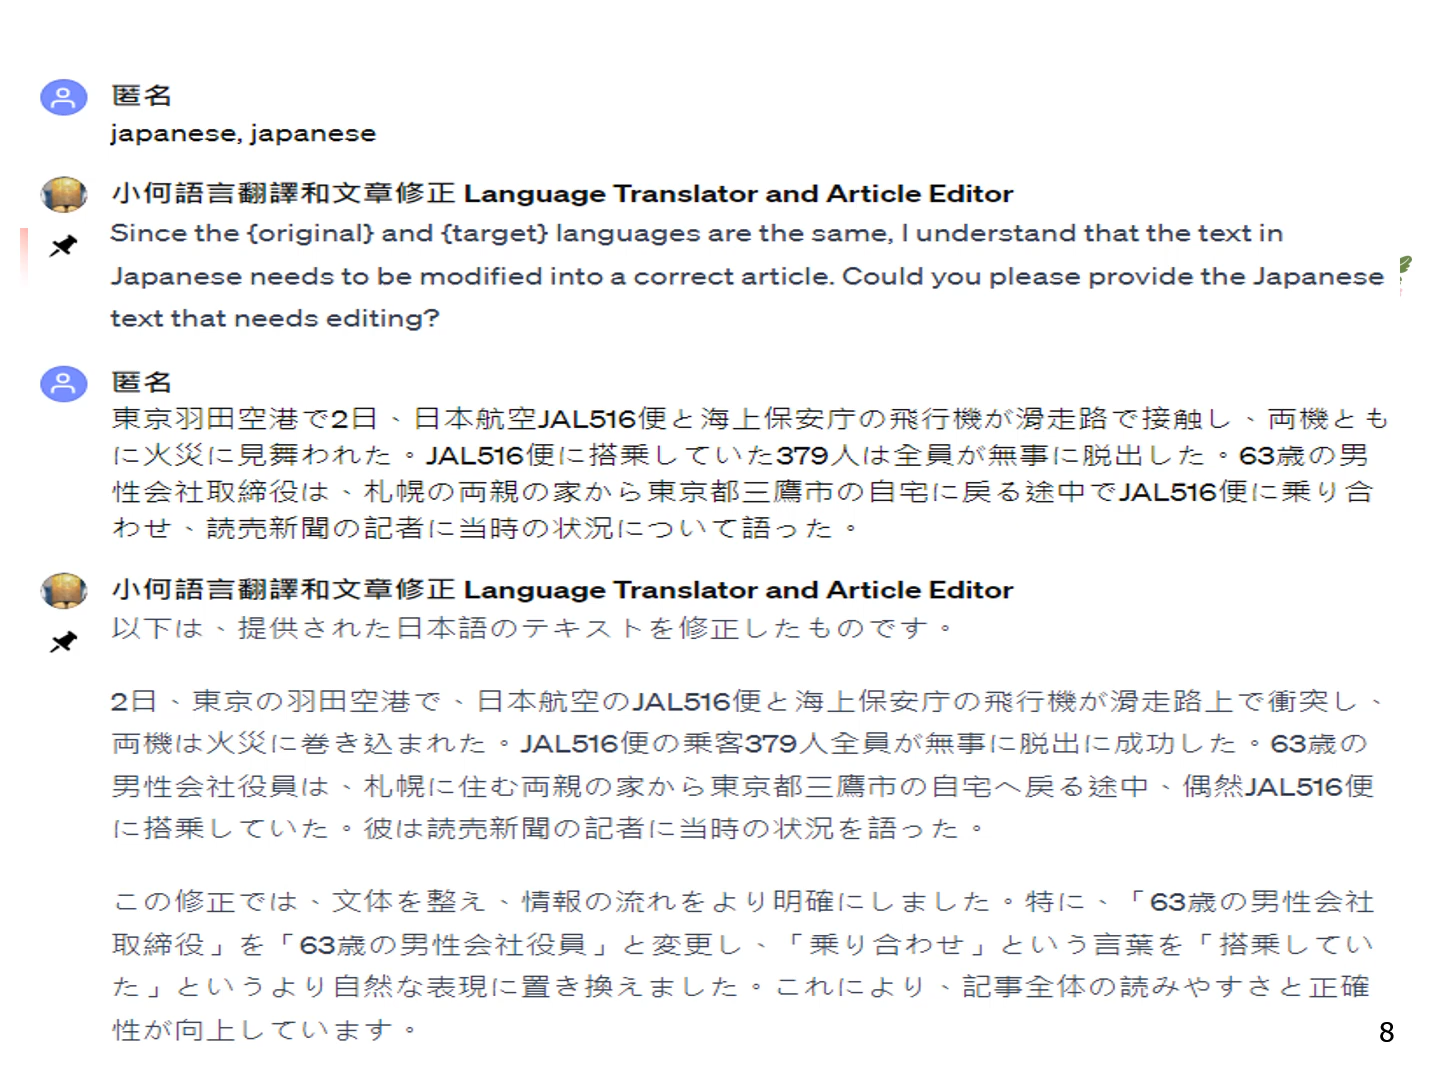 匿名
japanese, japanese
小何語言翻譯和文章修正 Language Translator and Article Editor
Since the {original} and {target} languages are the same, I understand that the text in
Japanese needs to be modified into a correct article. Could you please provide the Japanese
text that needs editing?
匿名
東京羽田空港で2日、日本航空JAL516便と海上保安庁の飛行機が滑走路で接触し、両機とも
に火災に見舞われた。JAL516便に搭乗していた379人は全員が無事に脱出した。63歳の男
性会社取締役は、札幌の両親の家から東京都三鷹市の自宅に戻る途中でJAL516便に乗り合
わせ、読売新聞の記者に当時の状況について語った。
小何語言翻譯和文章修正 Language Translator and Article Editor
以下は、提供された日本語のテキストを修正したものです。
2日、東京の羽田空港で、日本航空のJAL516便と海上保安庁の飛行機が滑走路上で衝突し、
両機は火災に巻き込まれた。JAL516便の乗客379人全員が無事に脱出に成功した。63歳の
男性会社役員は、札幌に住む両親の家から東京都三鷹市の自宅へ戻る途中、偶然JAL516便
に搭乗していた。彼は読売新聞の記者に当時の状況を語った。
この修正では、文体を整え、情報の流れをより明確にしました。特に、「63歳の男性会社
取締役」を「63歳の男性会社役員」と変更し、「乗り合わせ」という言葉を「搭乗してい
た」というより自然な表現に置き換えました。これにより、記事全体の読みやすさと正確
性が向上しています。
8